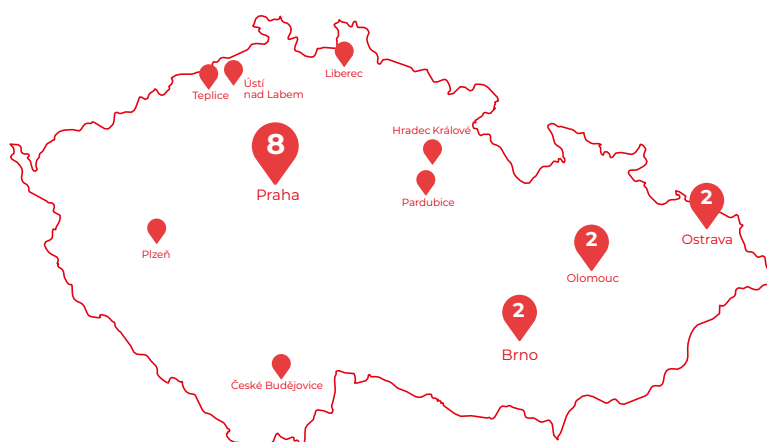 Liberec
Teplice
Ústí
nad Labem
Hradec Králové
8
Praha
Pardubice
2
Ostrava
Plzeň
2
Olomouc
2
Brno
České Budějovice